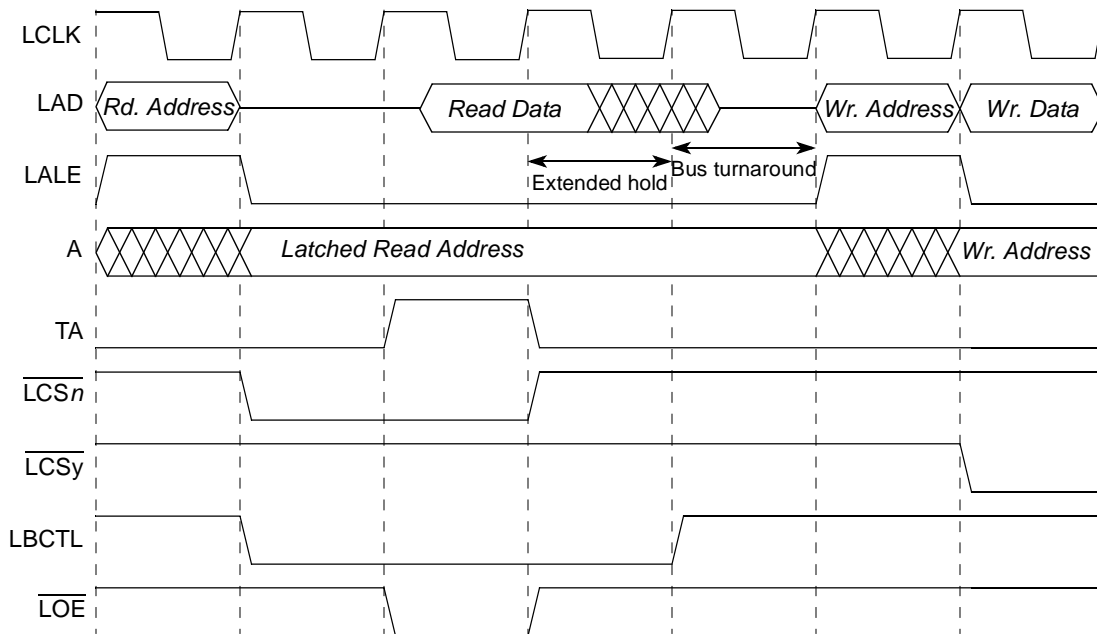 LCLK
LAD Rd. Address Read Data Wr. Address Wr. Data
LALE Extended hold Bus turnaround
A Latched Read Address Wr. Address
TA
LCSn
LCSy
LBCTL
LOE